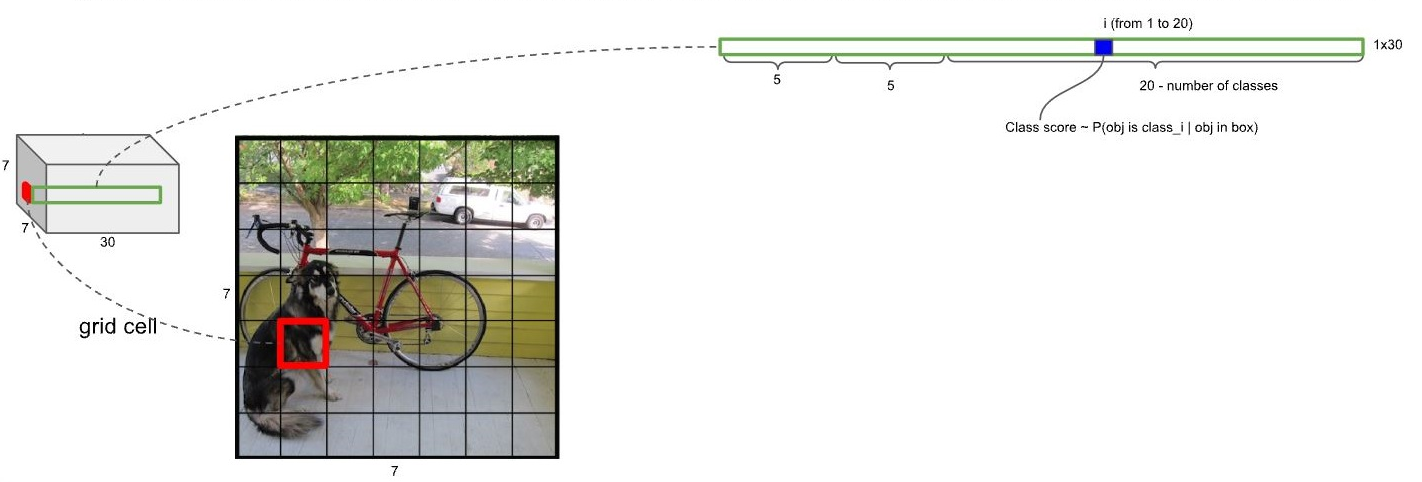 i (from 1 to 20)
1x30
5
5
20 - number of classes
Class score ~ P(obj is class_i | obj in box)
7
7
30
7
grid cell
7